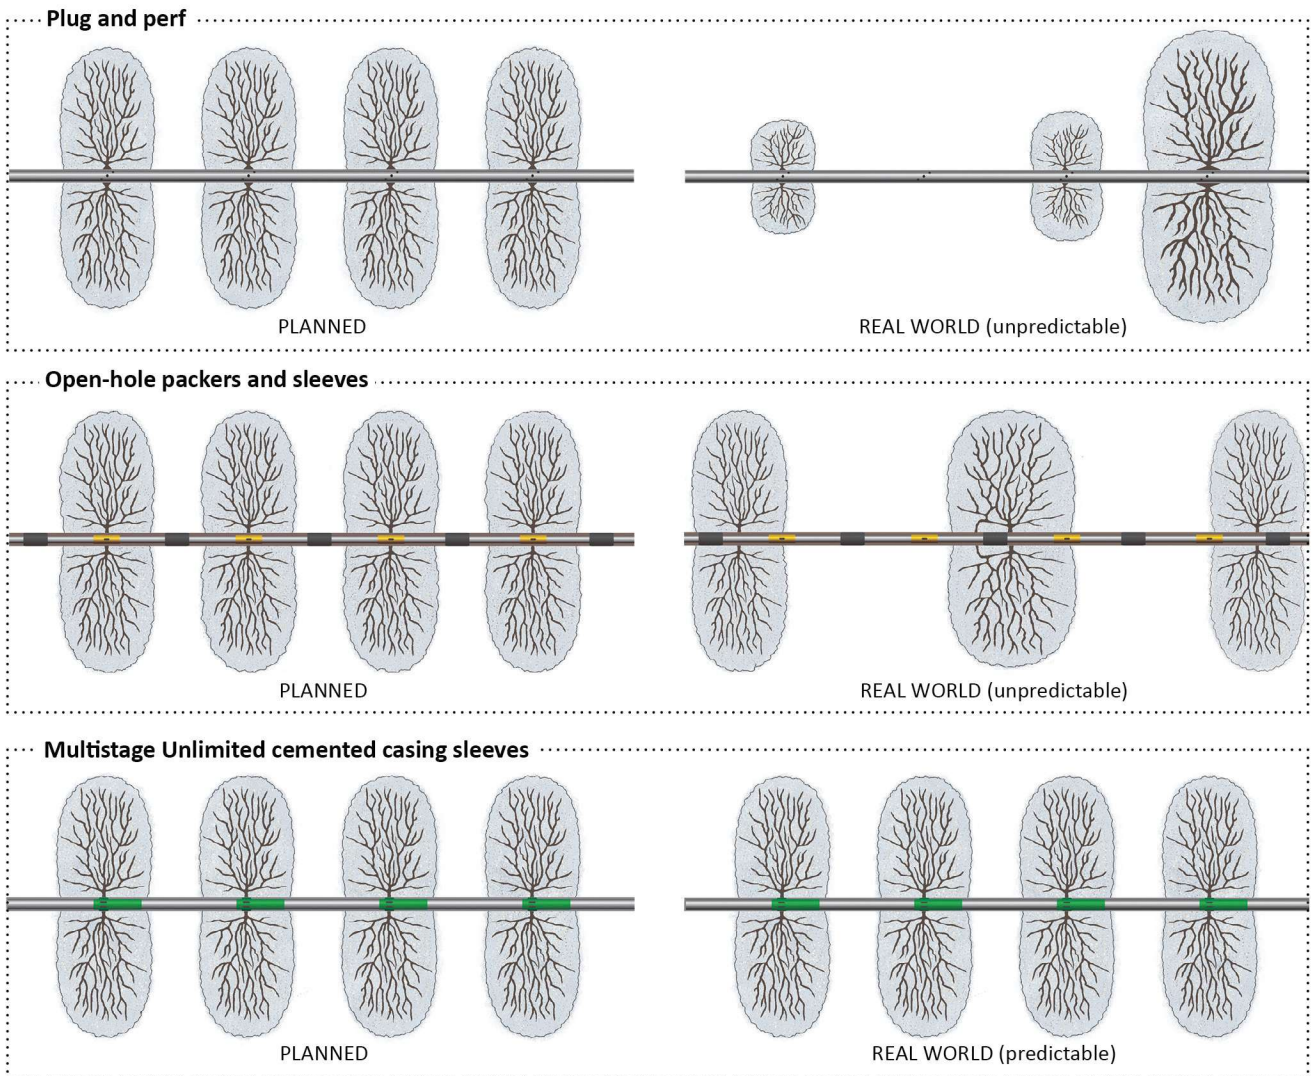 Plug and perf
PLANNED
REAL WORLD (unpredictable)
Open-hole packers and sleeves
PLANNED
REAL WORLD (unpredictable)
Multistage Unlimited cemented casing sleeves
PLANNED
REAL WORLD (predictable)